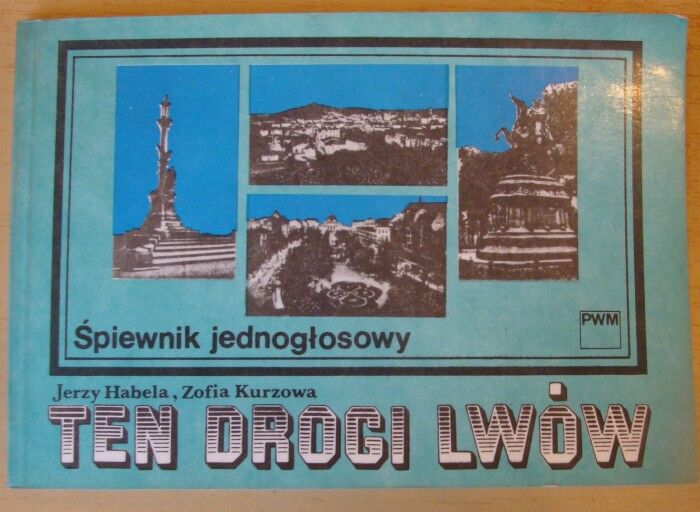 Śpiewnik jednogłosowy
PWM
Jerzy Habela, Zofia Kurzowa
TEN DROGI LWÓW